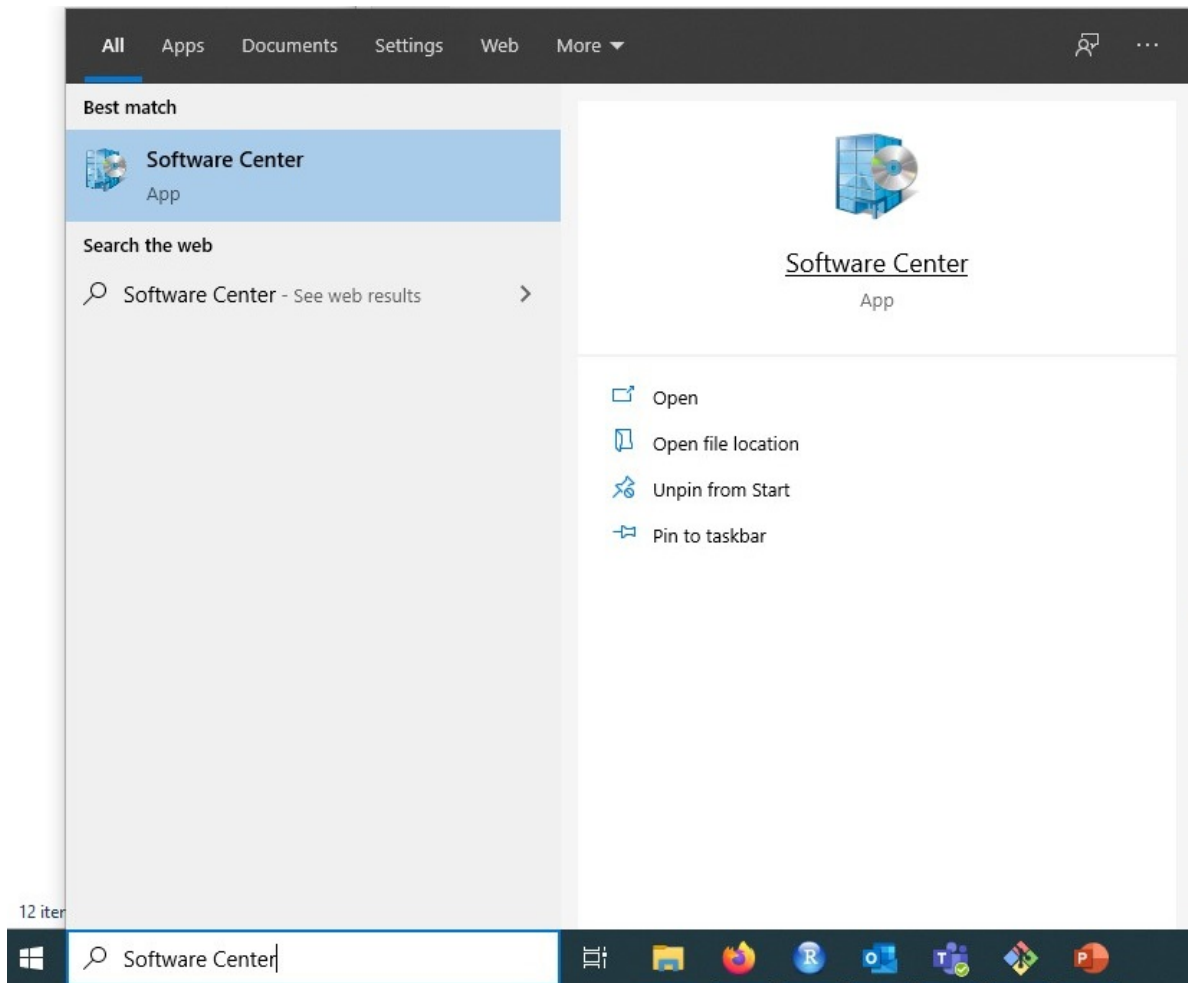 All Apps Documents Settings Web More
Best match
Software Center
App
Search the web
Software Center - See web results
Software Center
App
Open
Open file location
Unpin from Start
Pin to taskbar
12 iter
Software Center